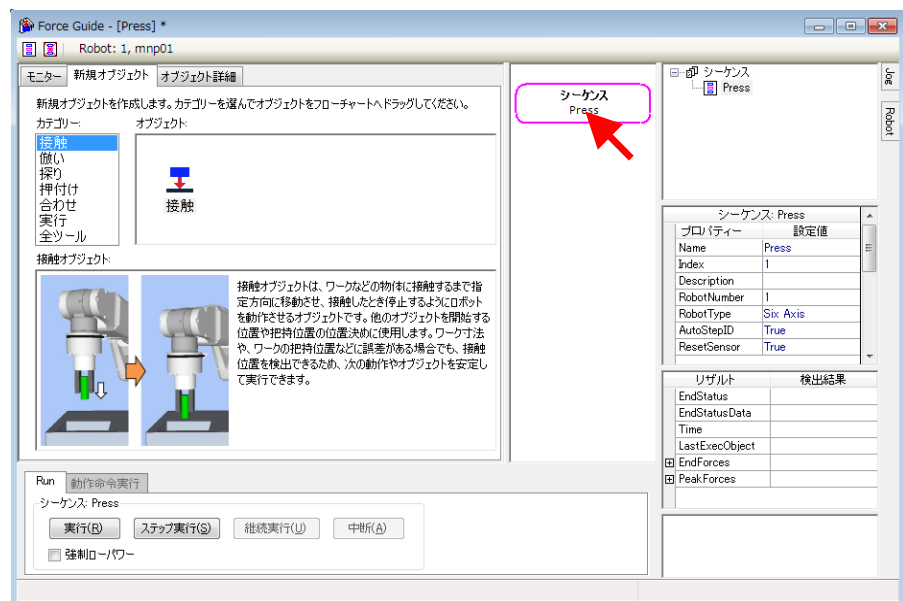 Force Guide - [Press] *
Robot: 1, mnp01
モニター 新規オブジェクト オブジェクト詳細
新規オブジェクトを作成します。カテゴリーを選んでオブジェクトをフローチャートへドラッグしてください。
カテゴリー: オブジェクト:
接触
倣い
探り
押付け
合わせ
実行
全ツール
接触
接触オブジェクト:
接触オブジェクトは、ワークなどの物体に接触するまで指
定方向に移動させ、接触したとき停止するようにロボット
を動作させるオブジェクトです。他のオブジェクトを開始する
位置や把持位置の位置決めに使用します。ワーク寸法
や、ワークの把持位置などに誤差がある場合でも、接触
位置を検出できるため、次の動作やオブジェクトを安定し
て実行できます。
シーケンス
Press
シーケンス
Press
Jog
Robot
シーケンス: Press
プロパティー 設定値
Name Press
Index 1
Description
RobotNumber 1
RobotType Six Axis
AutoStepID True
ResetSensor True
リザルト 検出結果
EndStatus
EndStatusData
Time
LastExecObject
EndForces
PeakForces
Run 動作命令実行
シーケンス: Press
実行(R) ステップ実行(S) 継続実行(U) 中断(A)
強制ローパワー